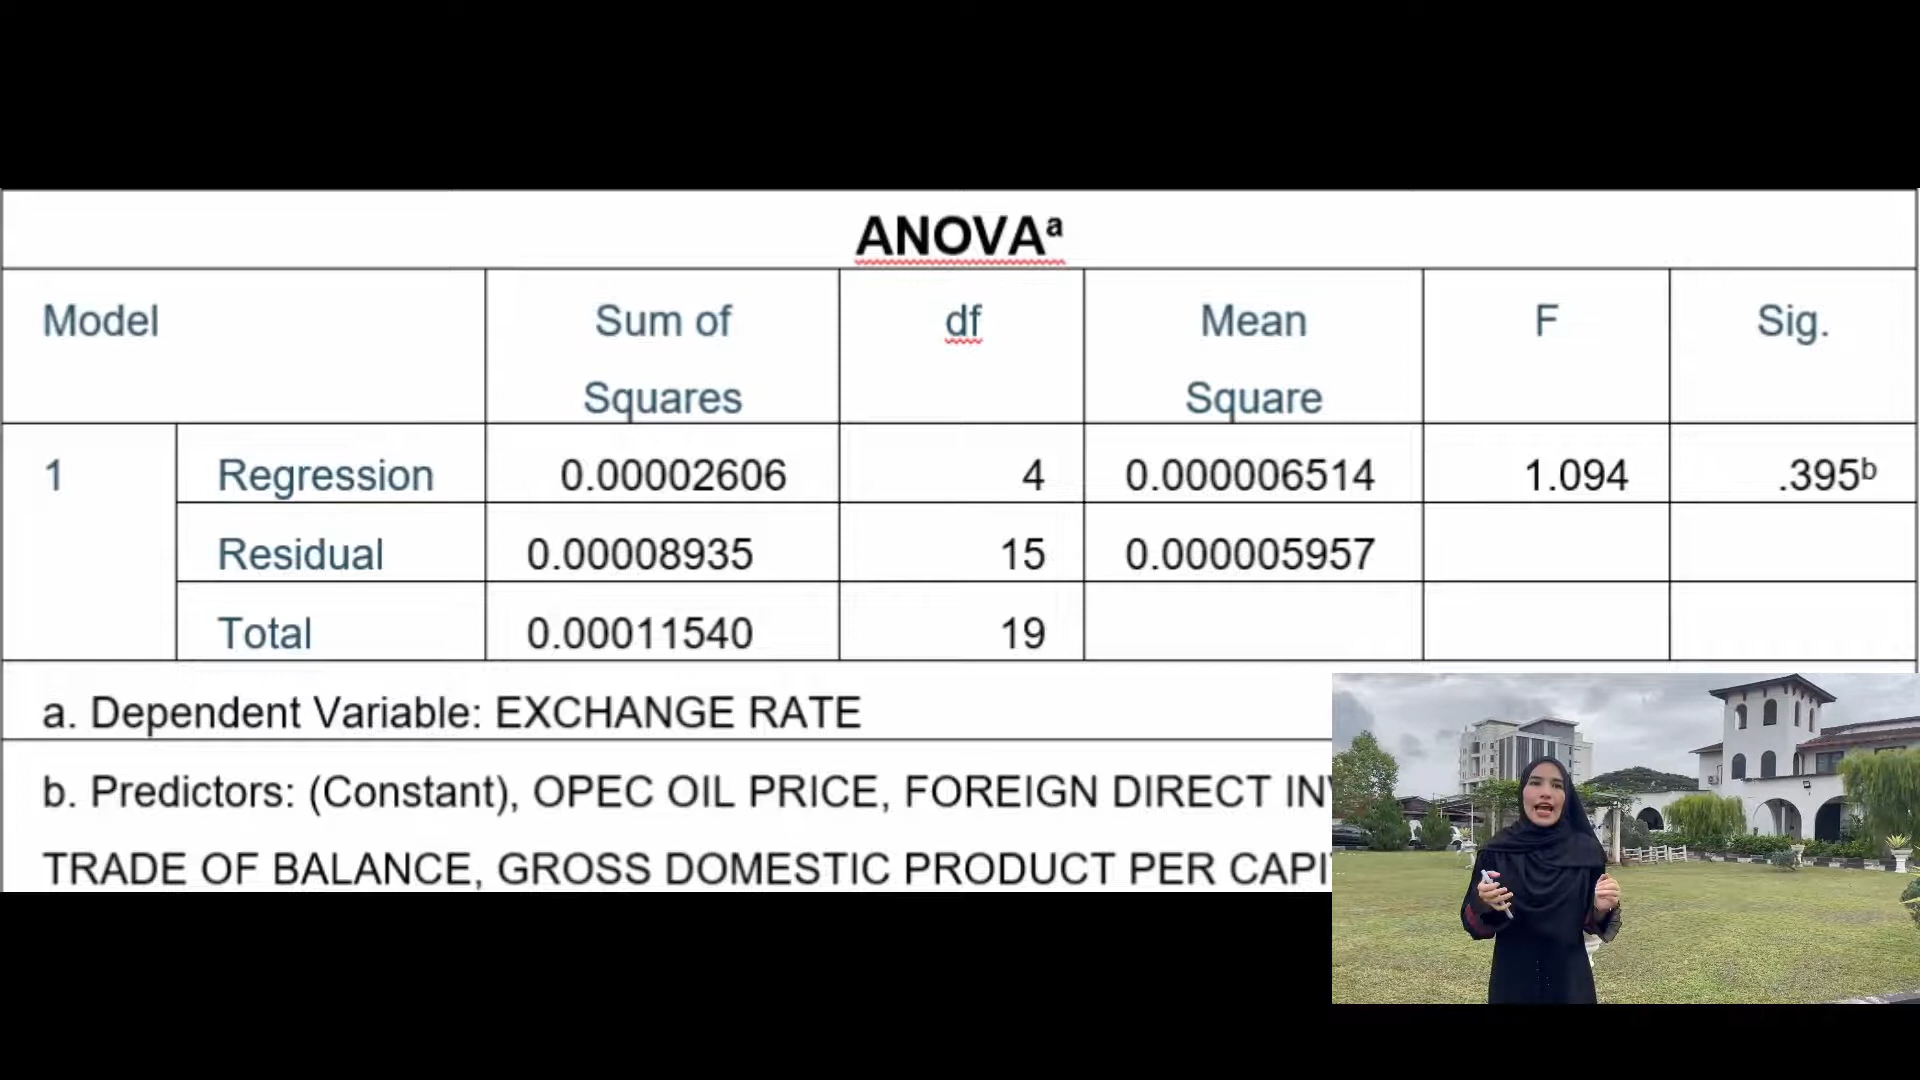 ANOVAᵃ
Model Sum of Squares df Mean Square F Sig.
1 Regression 0.00002606 4 0.000006514 1.094 .395ᵇ
Residual 0.00008935 15 0.000005957
Total 0.00011540 19
a. Dependent Variable: EXCHANGE RATE
b. Predictors: (Constant), OPEC OIL PRICE, FOREIGN DIRECT
TRADE OF BALANCE, GROSS DOMESTIC PRODUCT PER